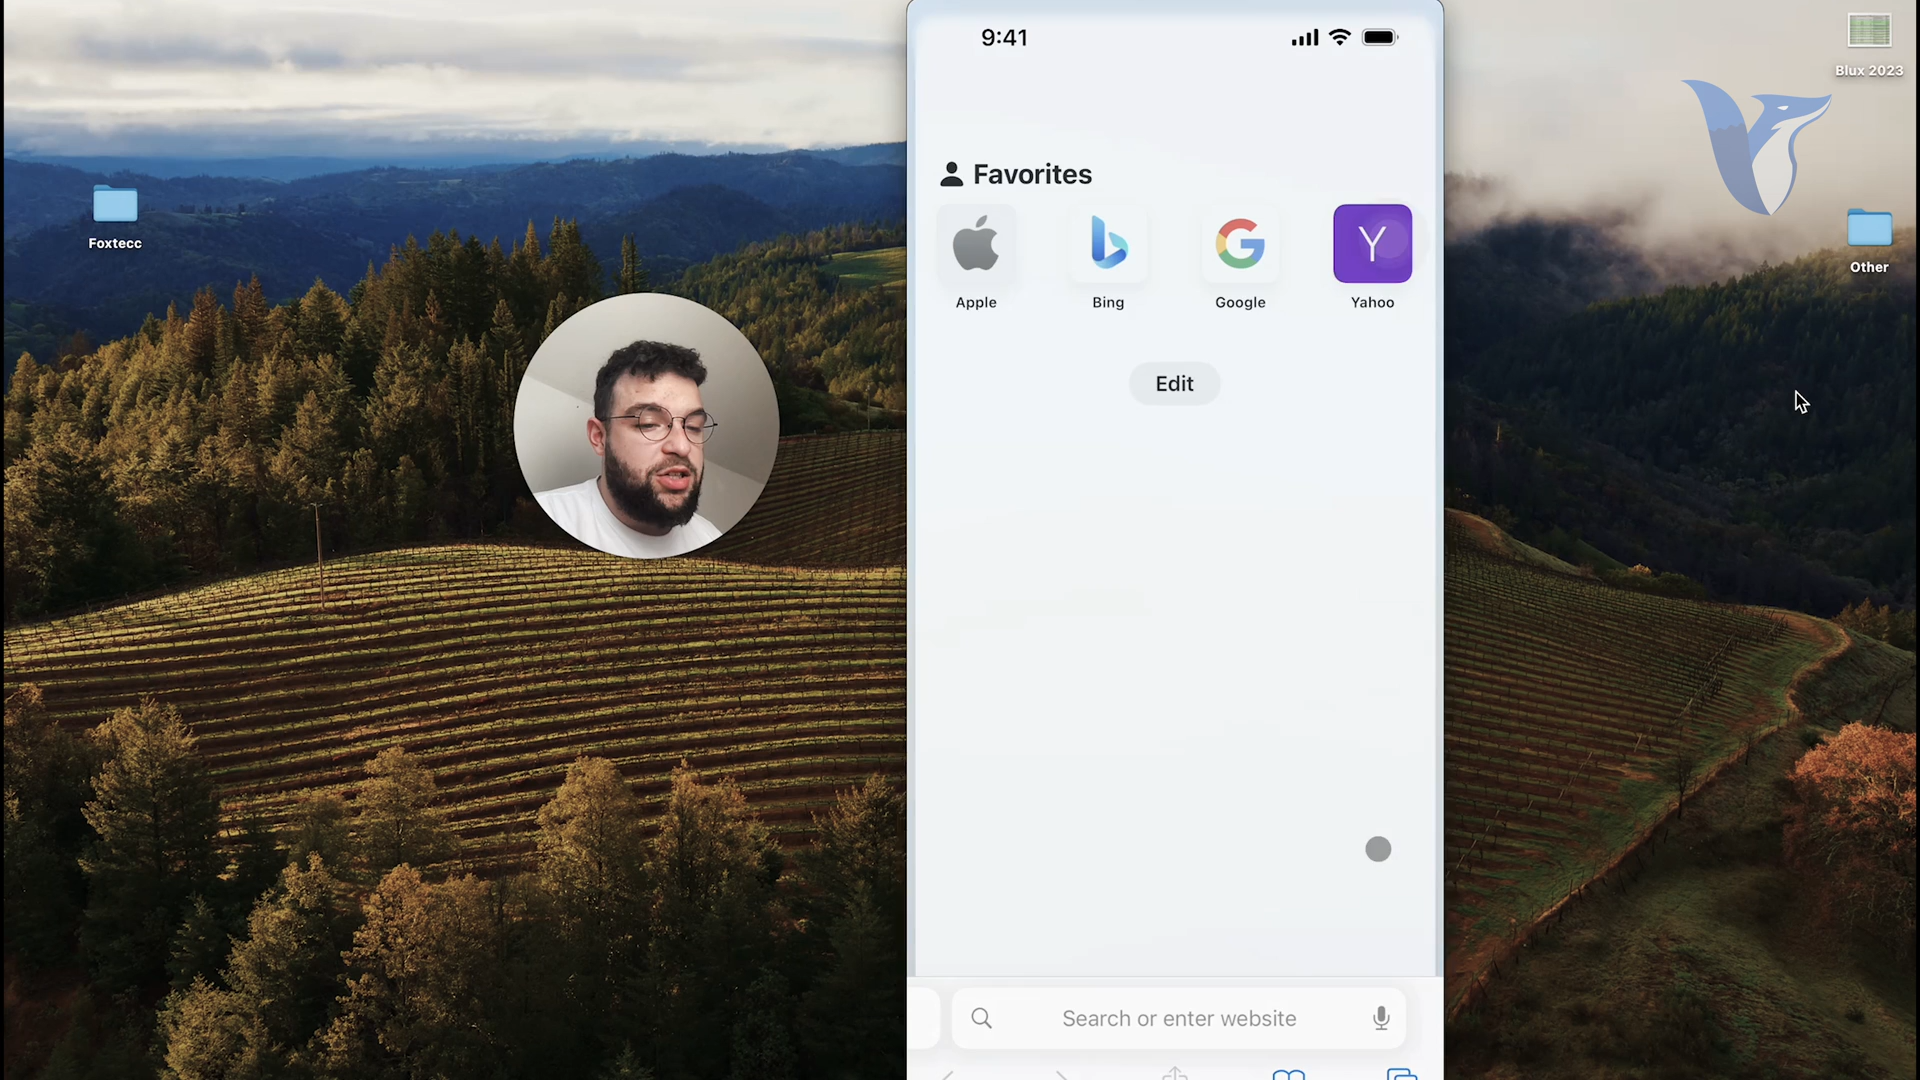 9:41
Blux 2023
Favorites
Foxtecc
Other
Apple
Bing
Google
Yahoo
Edit
Search or enter website